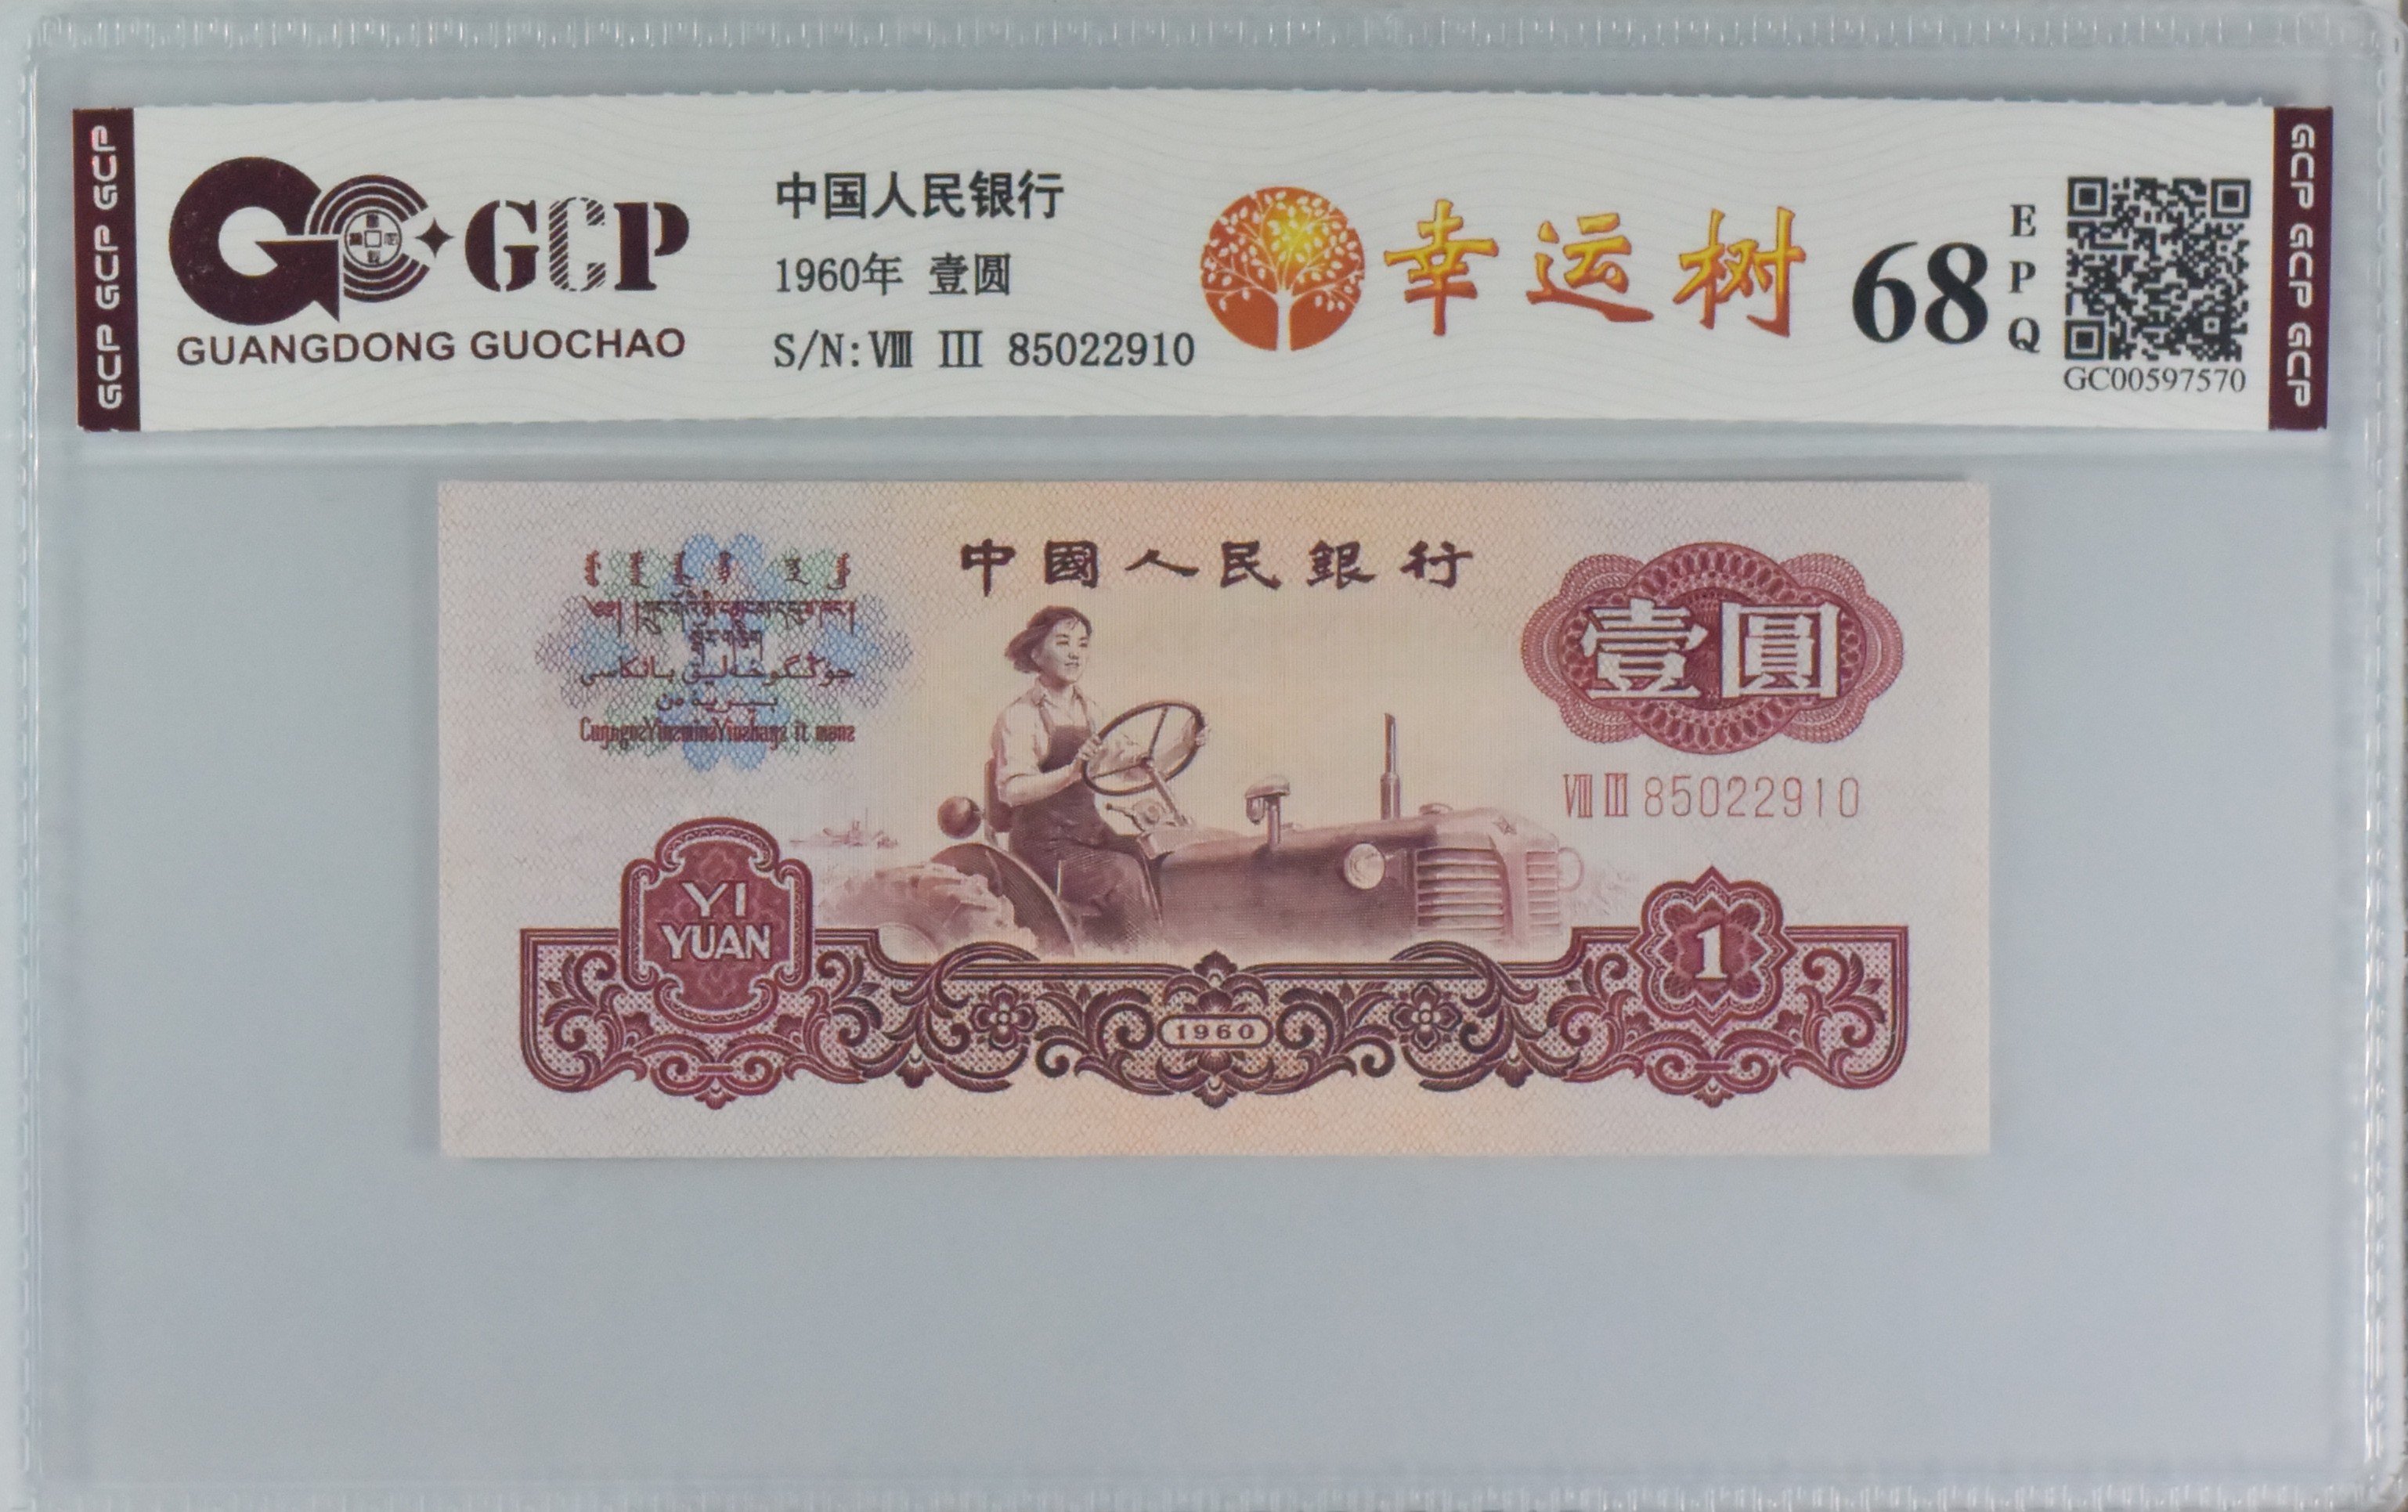 GCP GCP GCP
GCP
GUANGDONG GUOCHAO
中国人民银行
1960年 壹圆
S/N:Ⅷ Ⅲ 85022910
幸运树
68
E
P
Q
GC00597570
GCP GCP GCP
中國人民銀行
壹圓
Ⅷ Ⅲ 85022910
YI
YUAN
1
1960